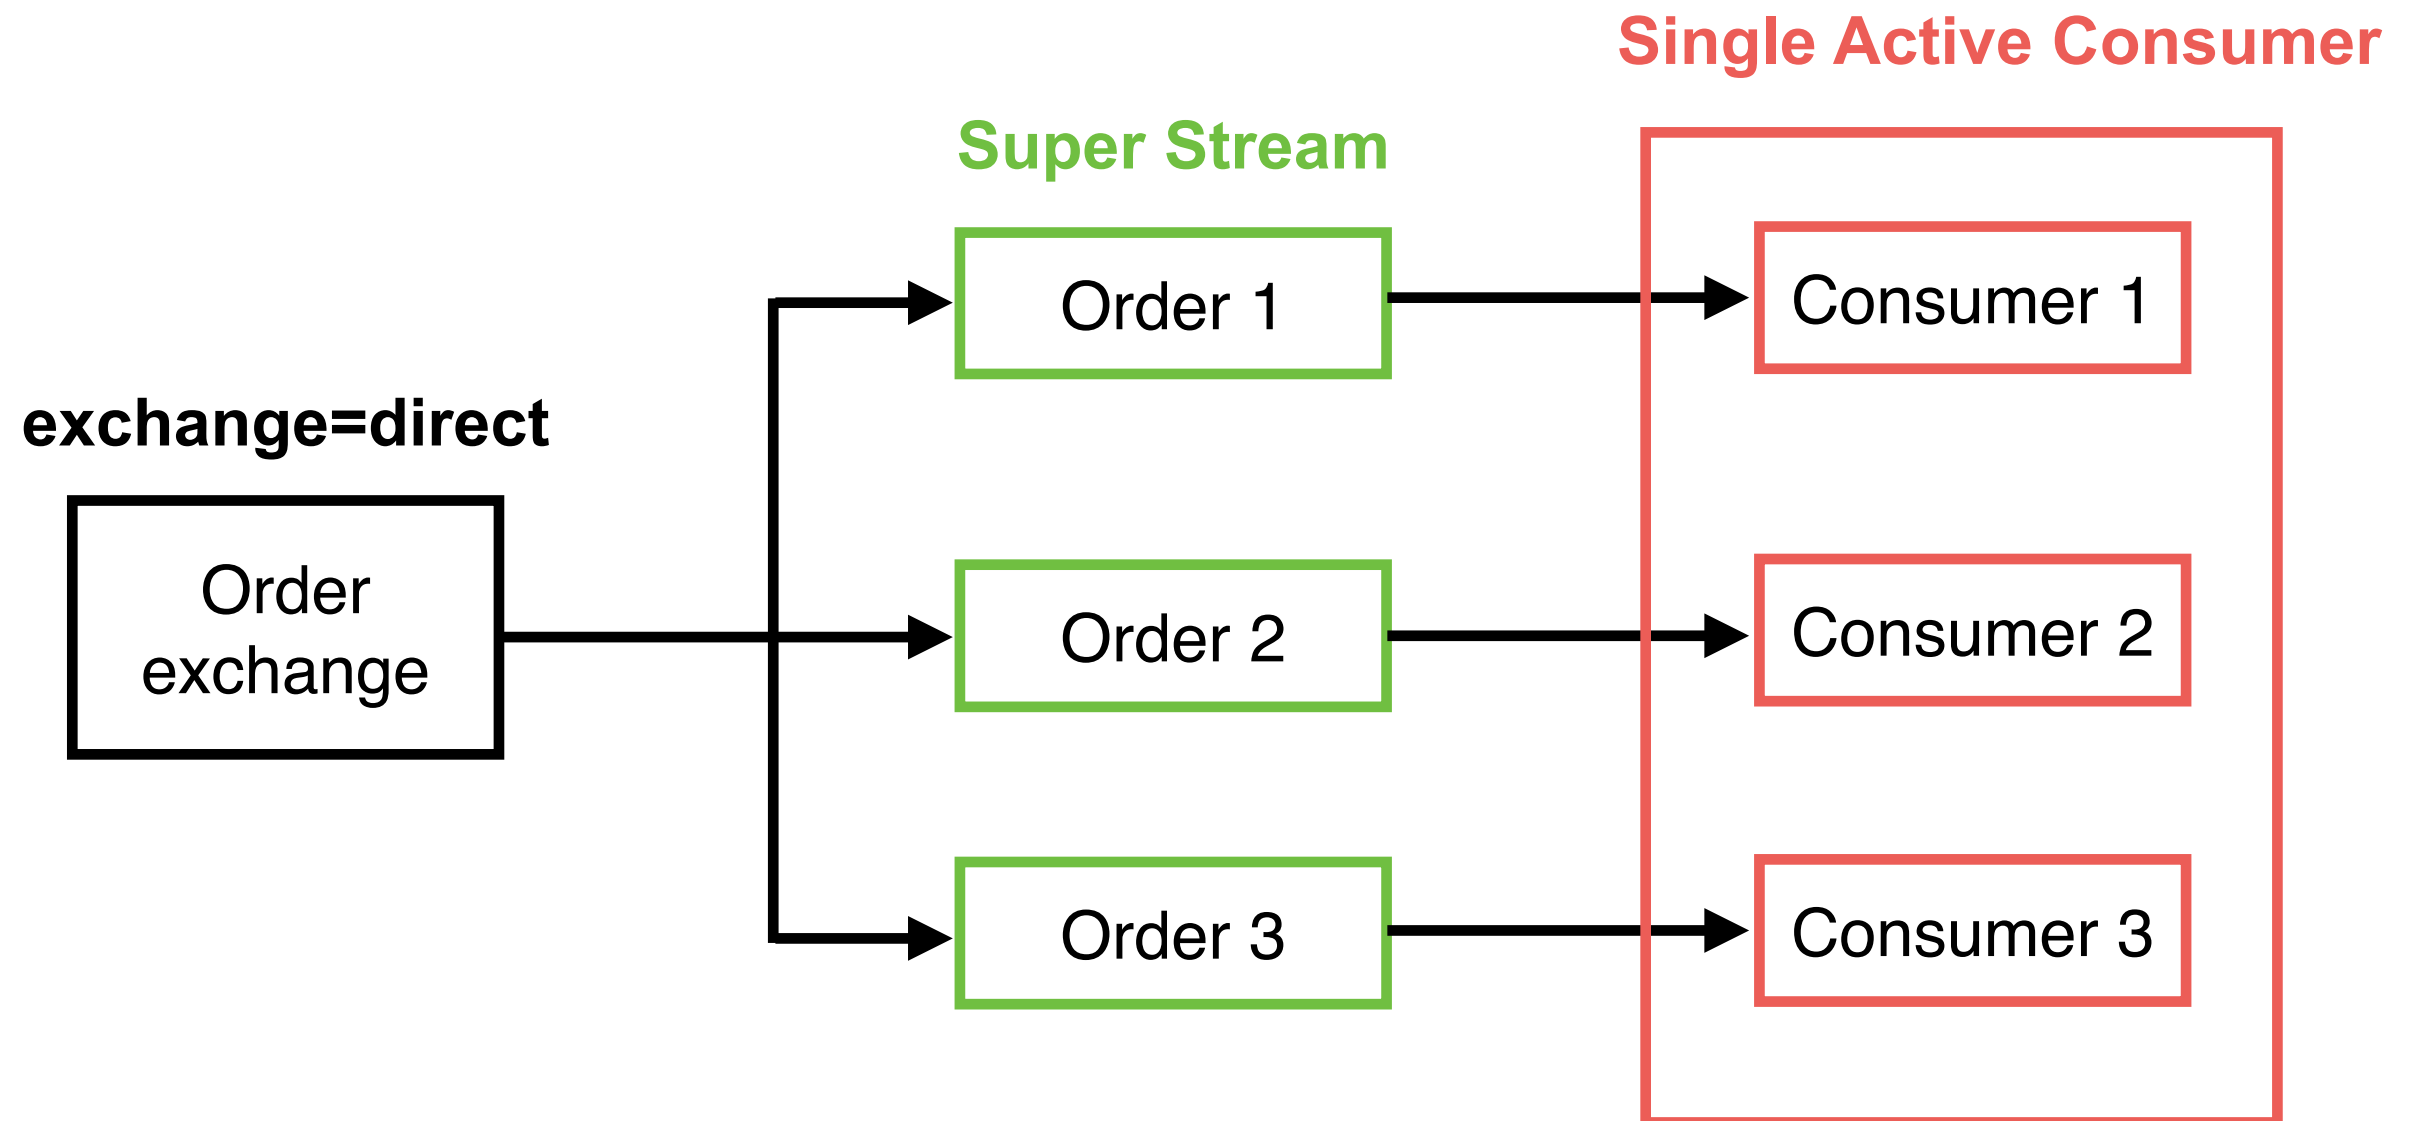 Single Active Consumer
Super Stream
Order 1
Consumer 1
exchange=direct
Order
exchange
Order 2
Consumer 2
Order 3
Consumer 3